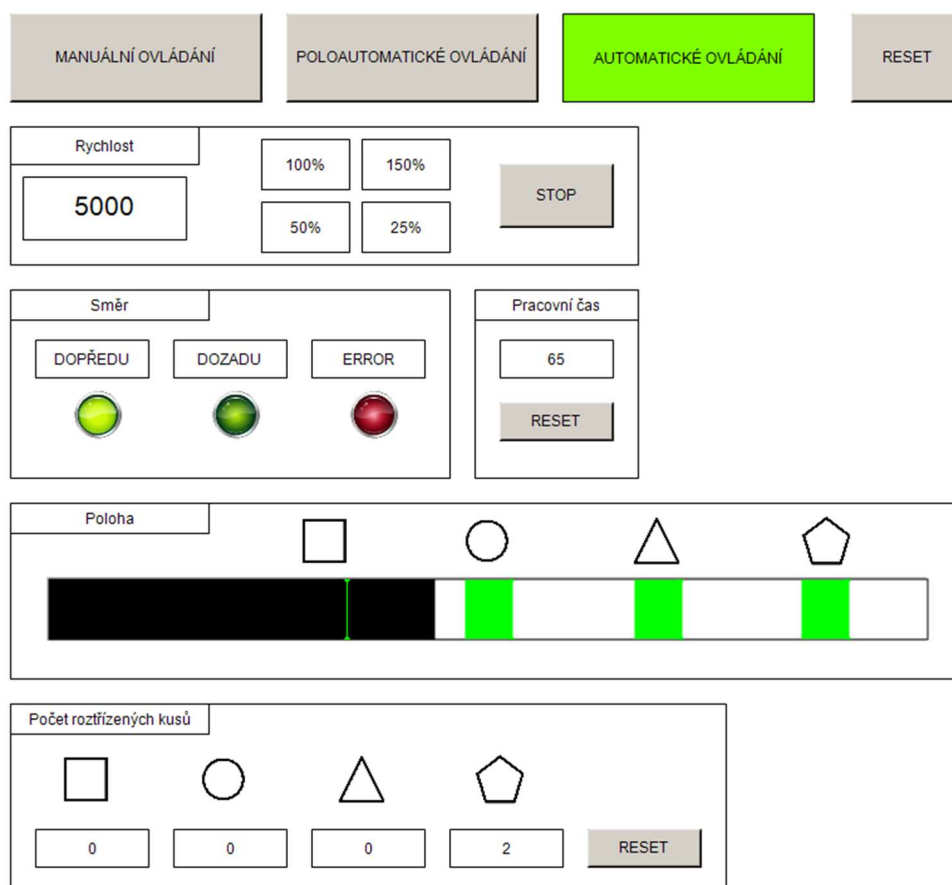 MANUÁLNÍ OVLÁDÁNÍ
POLOAUTOMATICKÉ OVLÁDÁNÍ
AUTOMATICKÉ OVLÁDÁNÍ
RESET
Rychlost
5000
100%
150%
50%
25%
STOP
Směr
DOPŘEDU
DOZADU
ERROR
Pracovní čas
65
RESET
Poloha
Počet roztřízených kusů
0
0
0
2
RESET